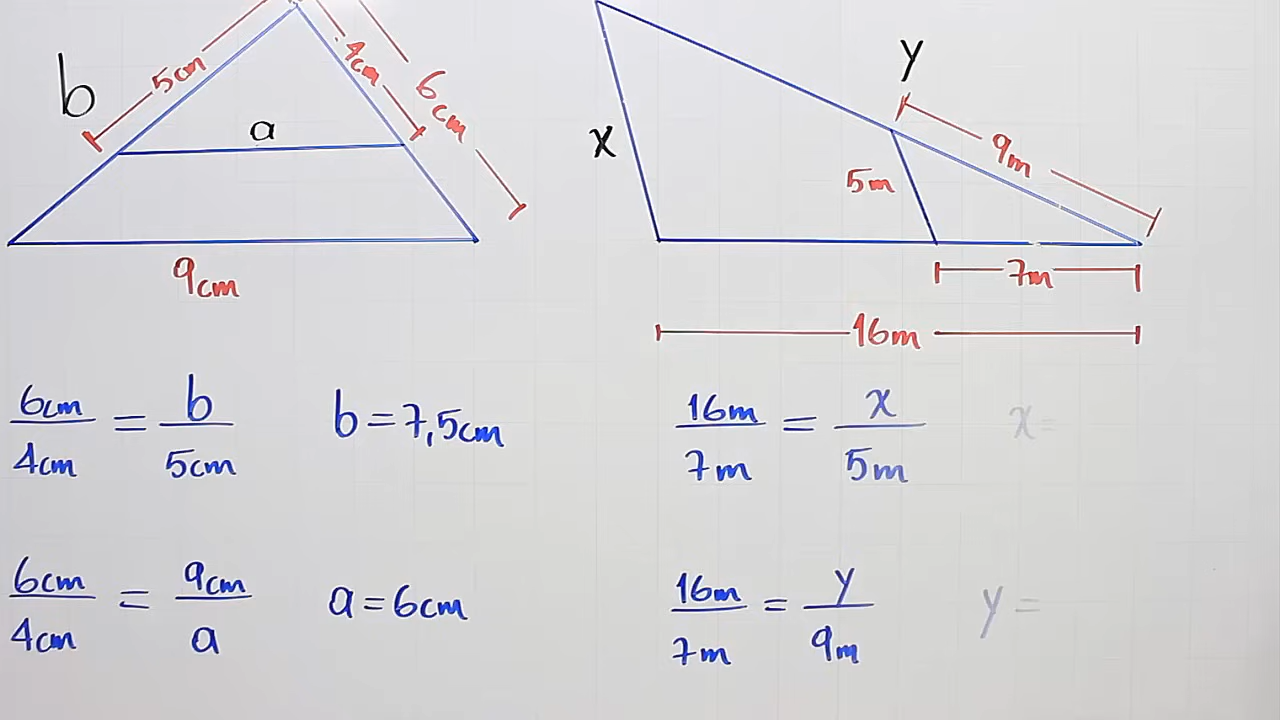 b
5cm
4cm
6cm
a
9cm
x
y
5m
9m
7m
16m
6cm/4cm = b/5cm
b = 7,5cm
6cm/4cm = 9cm/a
a = 6cm
16m/7m = x/5m
x =
16m/7m = y/9m
y =